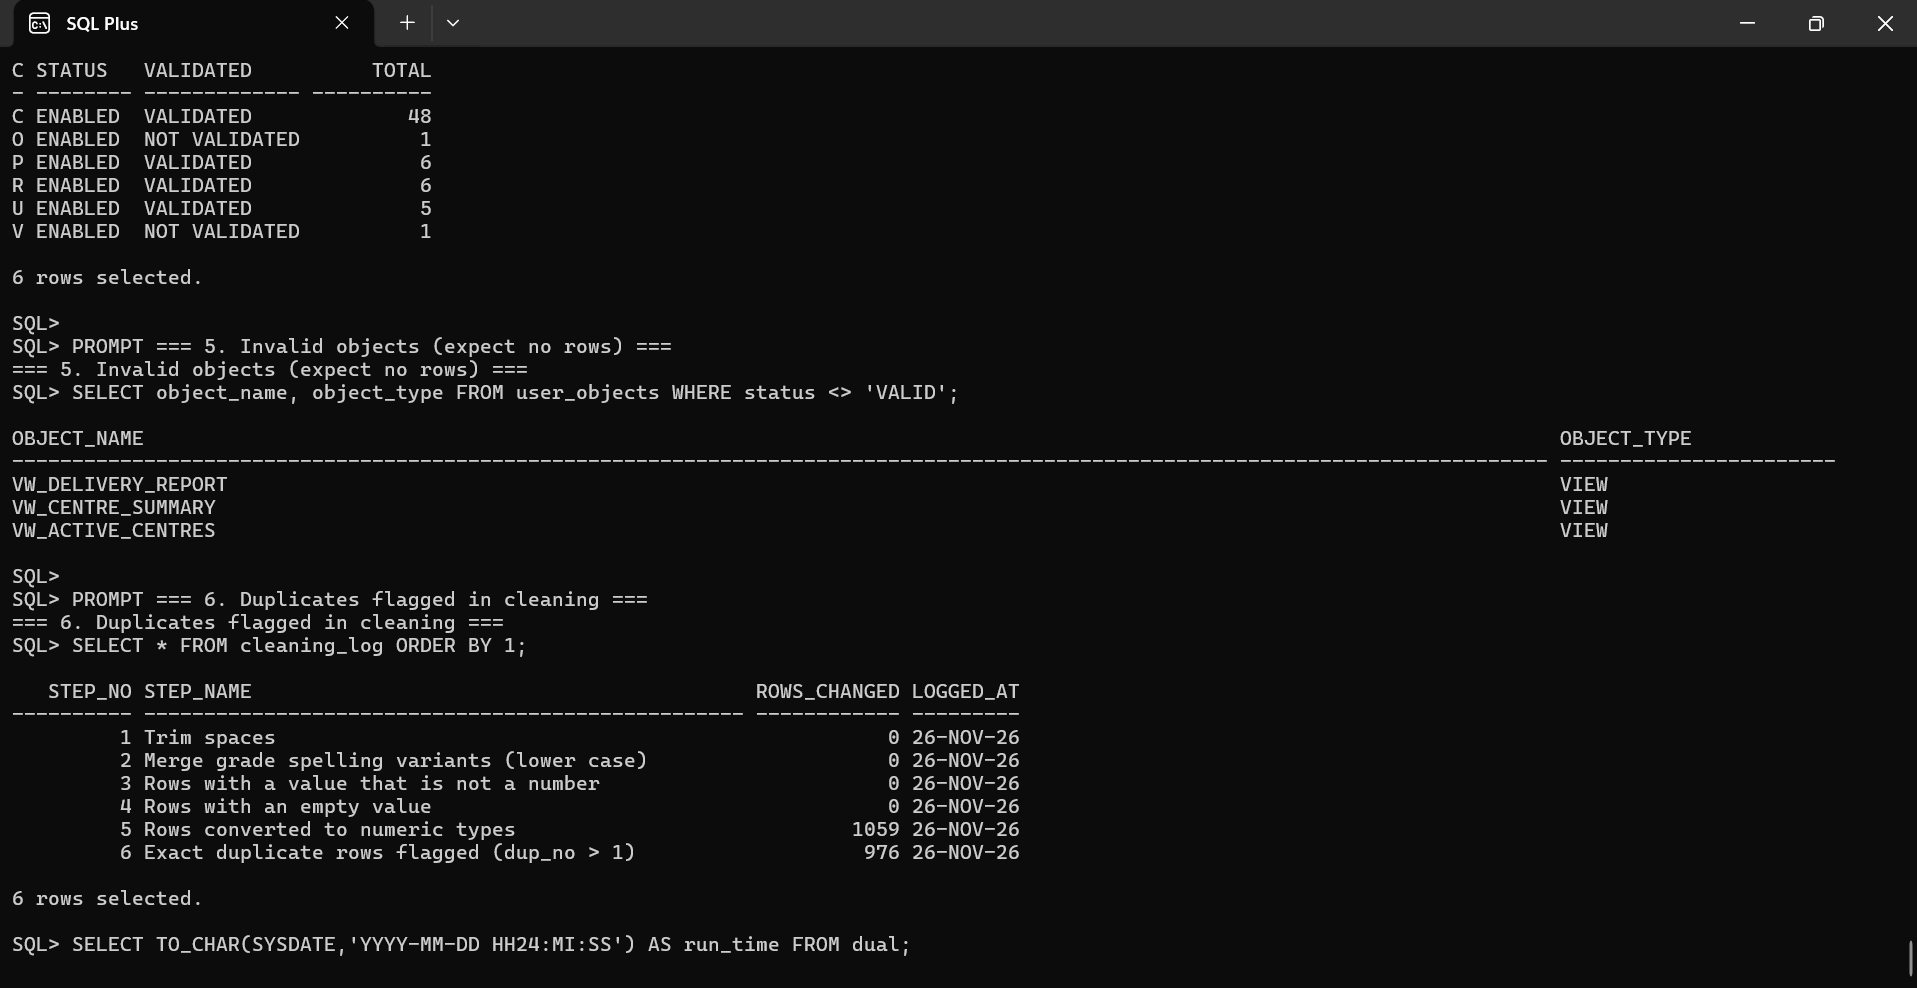 SQL Plus
C STATUS   VALIDATED          TOTAL
- -------- ------------- ----------
C ENABLED  VALIDATED             48
O ENABLED  NOT VALIDATED          1
P ENABLED  VALIDATED              6
R ENABLED  VALIDATED              6
U ENABLED  VALIDATED              5
V ENABLED  NOT VALIDATED          1
6 rows selected.
SQL>
SQL> PROMPT === 5. Invalid objects (expect no rows) ===
=== 5. Invalid objects (expect no rows) ===
SQL> SELECT object_name, object_type FROM user_objects WHERE status <> 'VALID';
OBJECT_NAME                                                                                                                      OBJECT_TYPE
-------------------------------------------------------------------------------------------------------------------------------- -----------------------
VW_DELIVERY_REPORT                                                                                                               VIEW
VW_CENTRE_SUMMARY                                                                                                                VIEW
VW_ACTIVE_CENTRES                                                                                                                VIEW
SQL>
SQL> PROMPT === 6. Duplicates flagged in cleaning ===
=== 6. Duplicates flagged in cleaning ===
SQL> SELECT * FROM cleaning_log ORDER BY 1;
   STEP_NO STEP_NAME                                          ROWS_CHANGED LOGGED_AT
---------- -------------------------------------------------- ------------ ---------
         1 Trim spaces                                                   0 26-NOV-26
         2 Merge grade spelling variants (lower case)                    0 26-NOV-26
         3 Rows with a value that is not a number                        0 26-NOV-26
         4 Rows with an empty value                                      0 26-NOV-26
         5 Rows converted to numeric types                            1059 26-NOV-26
         6 Exact duplicate rows flagged (dup_no > 1)                   976 26-NOV-26
6 rows selected.
SQL> SELECT TO_CHAR(SYSDATE,'YYYY-MM-DD HH24:MI:SS') AS run_time FROM dual;